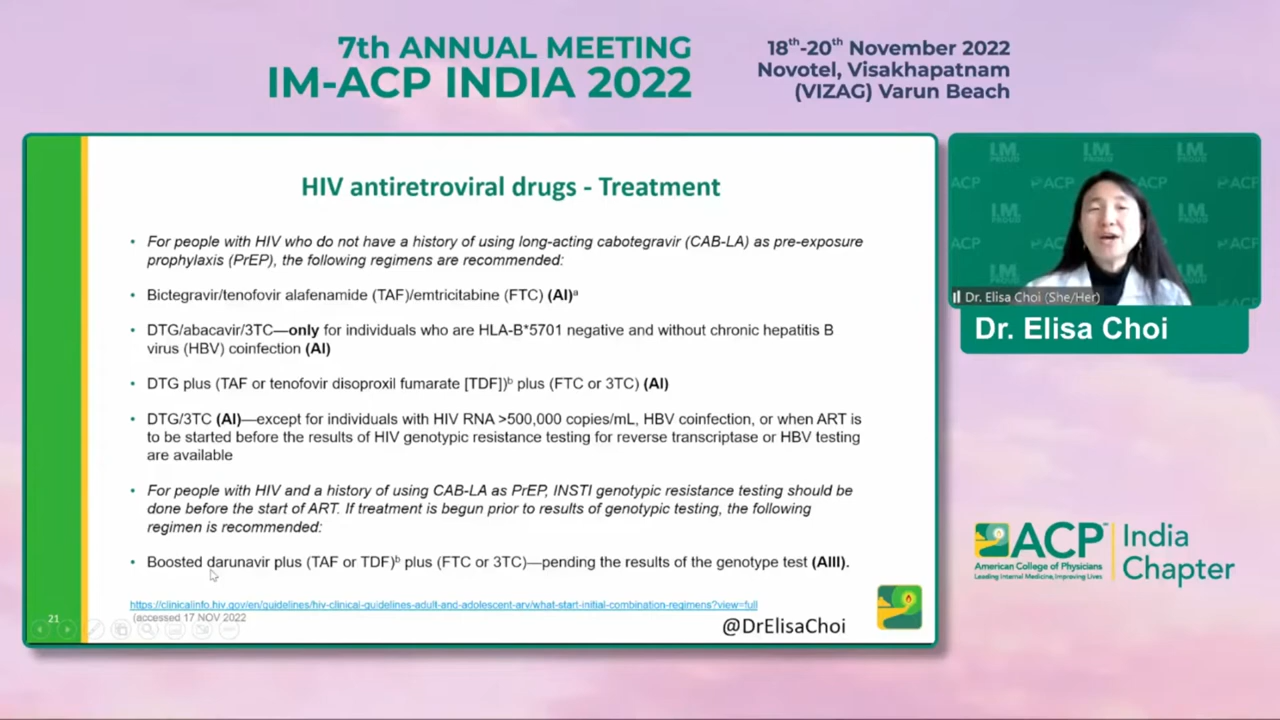 7th ANNUAL MEETING
IM-ACP INDIA 2022
18th-20th November 2022
Novotel, Visakhapatnam
(VIZAG) Varun Beach
HIV antiretroviral drugs - Treatment
• For people with HIV who do not have a history of using long-acting cabotegravir (CAB-LA) as pre-exposure
prophylaxis (PrEP), the following regimens are recommended:
• Bictegravir/tenofovir alafenamide (TAF)/emtricitabine (FTC) (AI)a
• DTG/abacavir/3TC—only for individuals who are HLA-B*5701 negative and without chronic hepatitis B
virus (HBV) coinfection (AI)
• DTG plus (TAF or tenofovir disoproxil fumarate [TDF])b plus (FTC or 3TC) (AI)
• DTG/3TC (AI)—except for individuals with HIV RNA >500,000 copies/mL, HBV coinfection, or when ART is
to be started before the results of HIV genotypic resistance testing for reverse transcriptase or HBV testing
are available
• For people with HIV and a history of using CAB-LA as PrEP, INSTI genotypic resistance testing should be
done before the start of ART. If treatment is begun prior to results of genotypic testing, the following
regimen is recommended:
• Boosted darunavir plus (TAF or TDF)b plus (FTC or 3TC)—pending the results of the genotype test (AIII).
https://clinicalinfo.hiv.gov/en/guidelines/hiv-clinical-guidelines-adult-and-adolescent-arv/what-start-initial-combination-regimens?view=full
(accessed 17 NOV 2022
21
@DrElisaChoi
I.M. PROUD
ACP
Dr. Elisa Choi (She/Her)
Dr. Elisa Choi
ACP™
American College of Physicians
Leading Internal Medicine, Improving Lives
India
Chapter